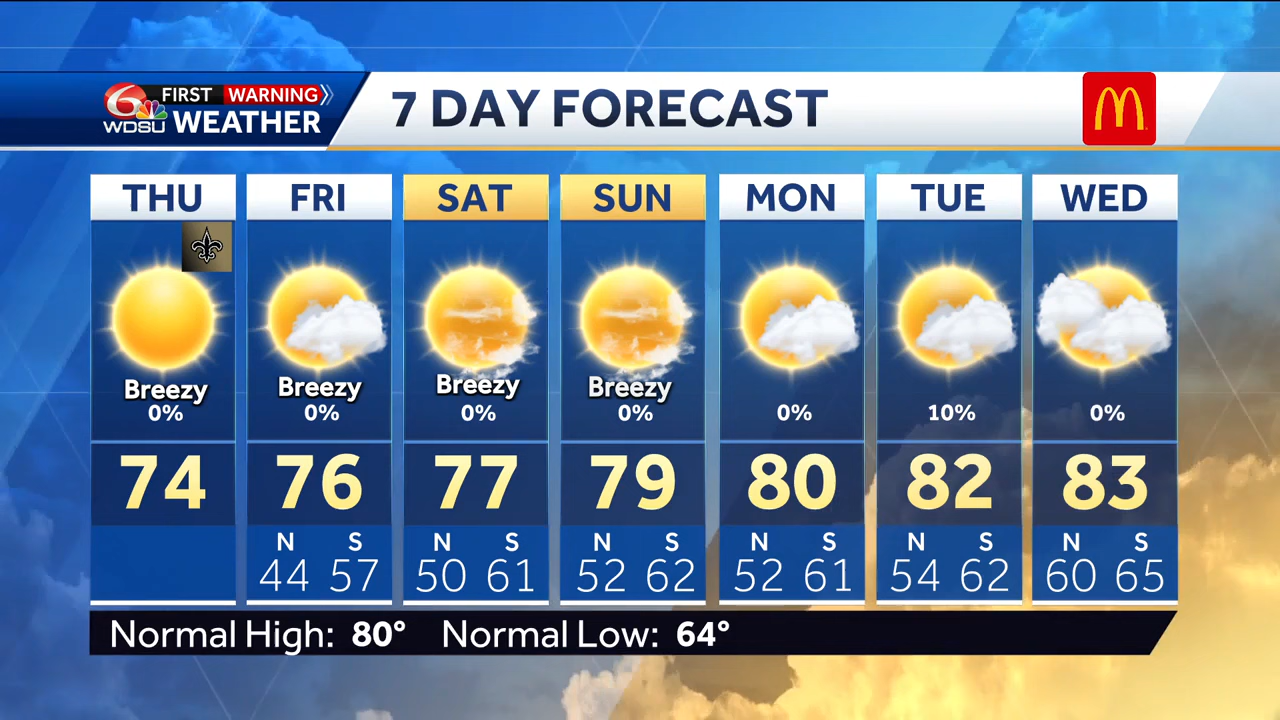 6 WDSU FIRST WARNING WEATHER
7 DAY FORECAST
THU FRI SAT SUN MON TUE WED
Breezy Breezy Breezy Breezy
0% 0% 0% 0% 0% 10% 0%
74 76 77 79 80 82 83
N S N S N S N S N S N S
44 57 50 61 52 62 52 61 54 62 60 65
Normal High: 80° Normal Low: 64°